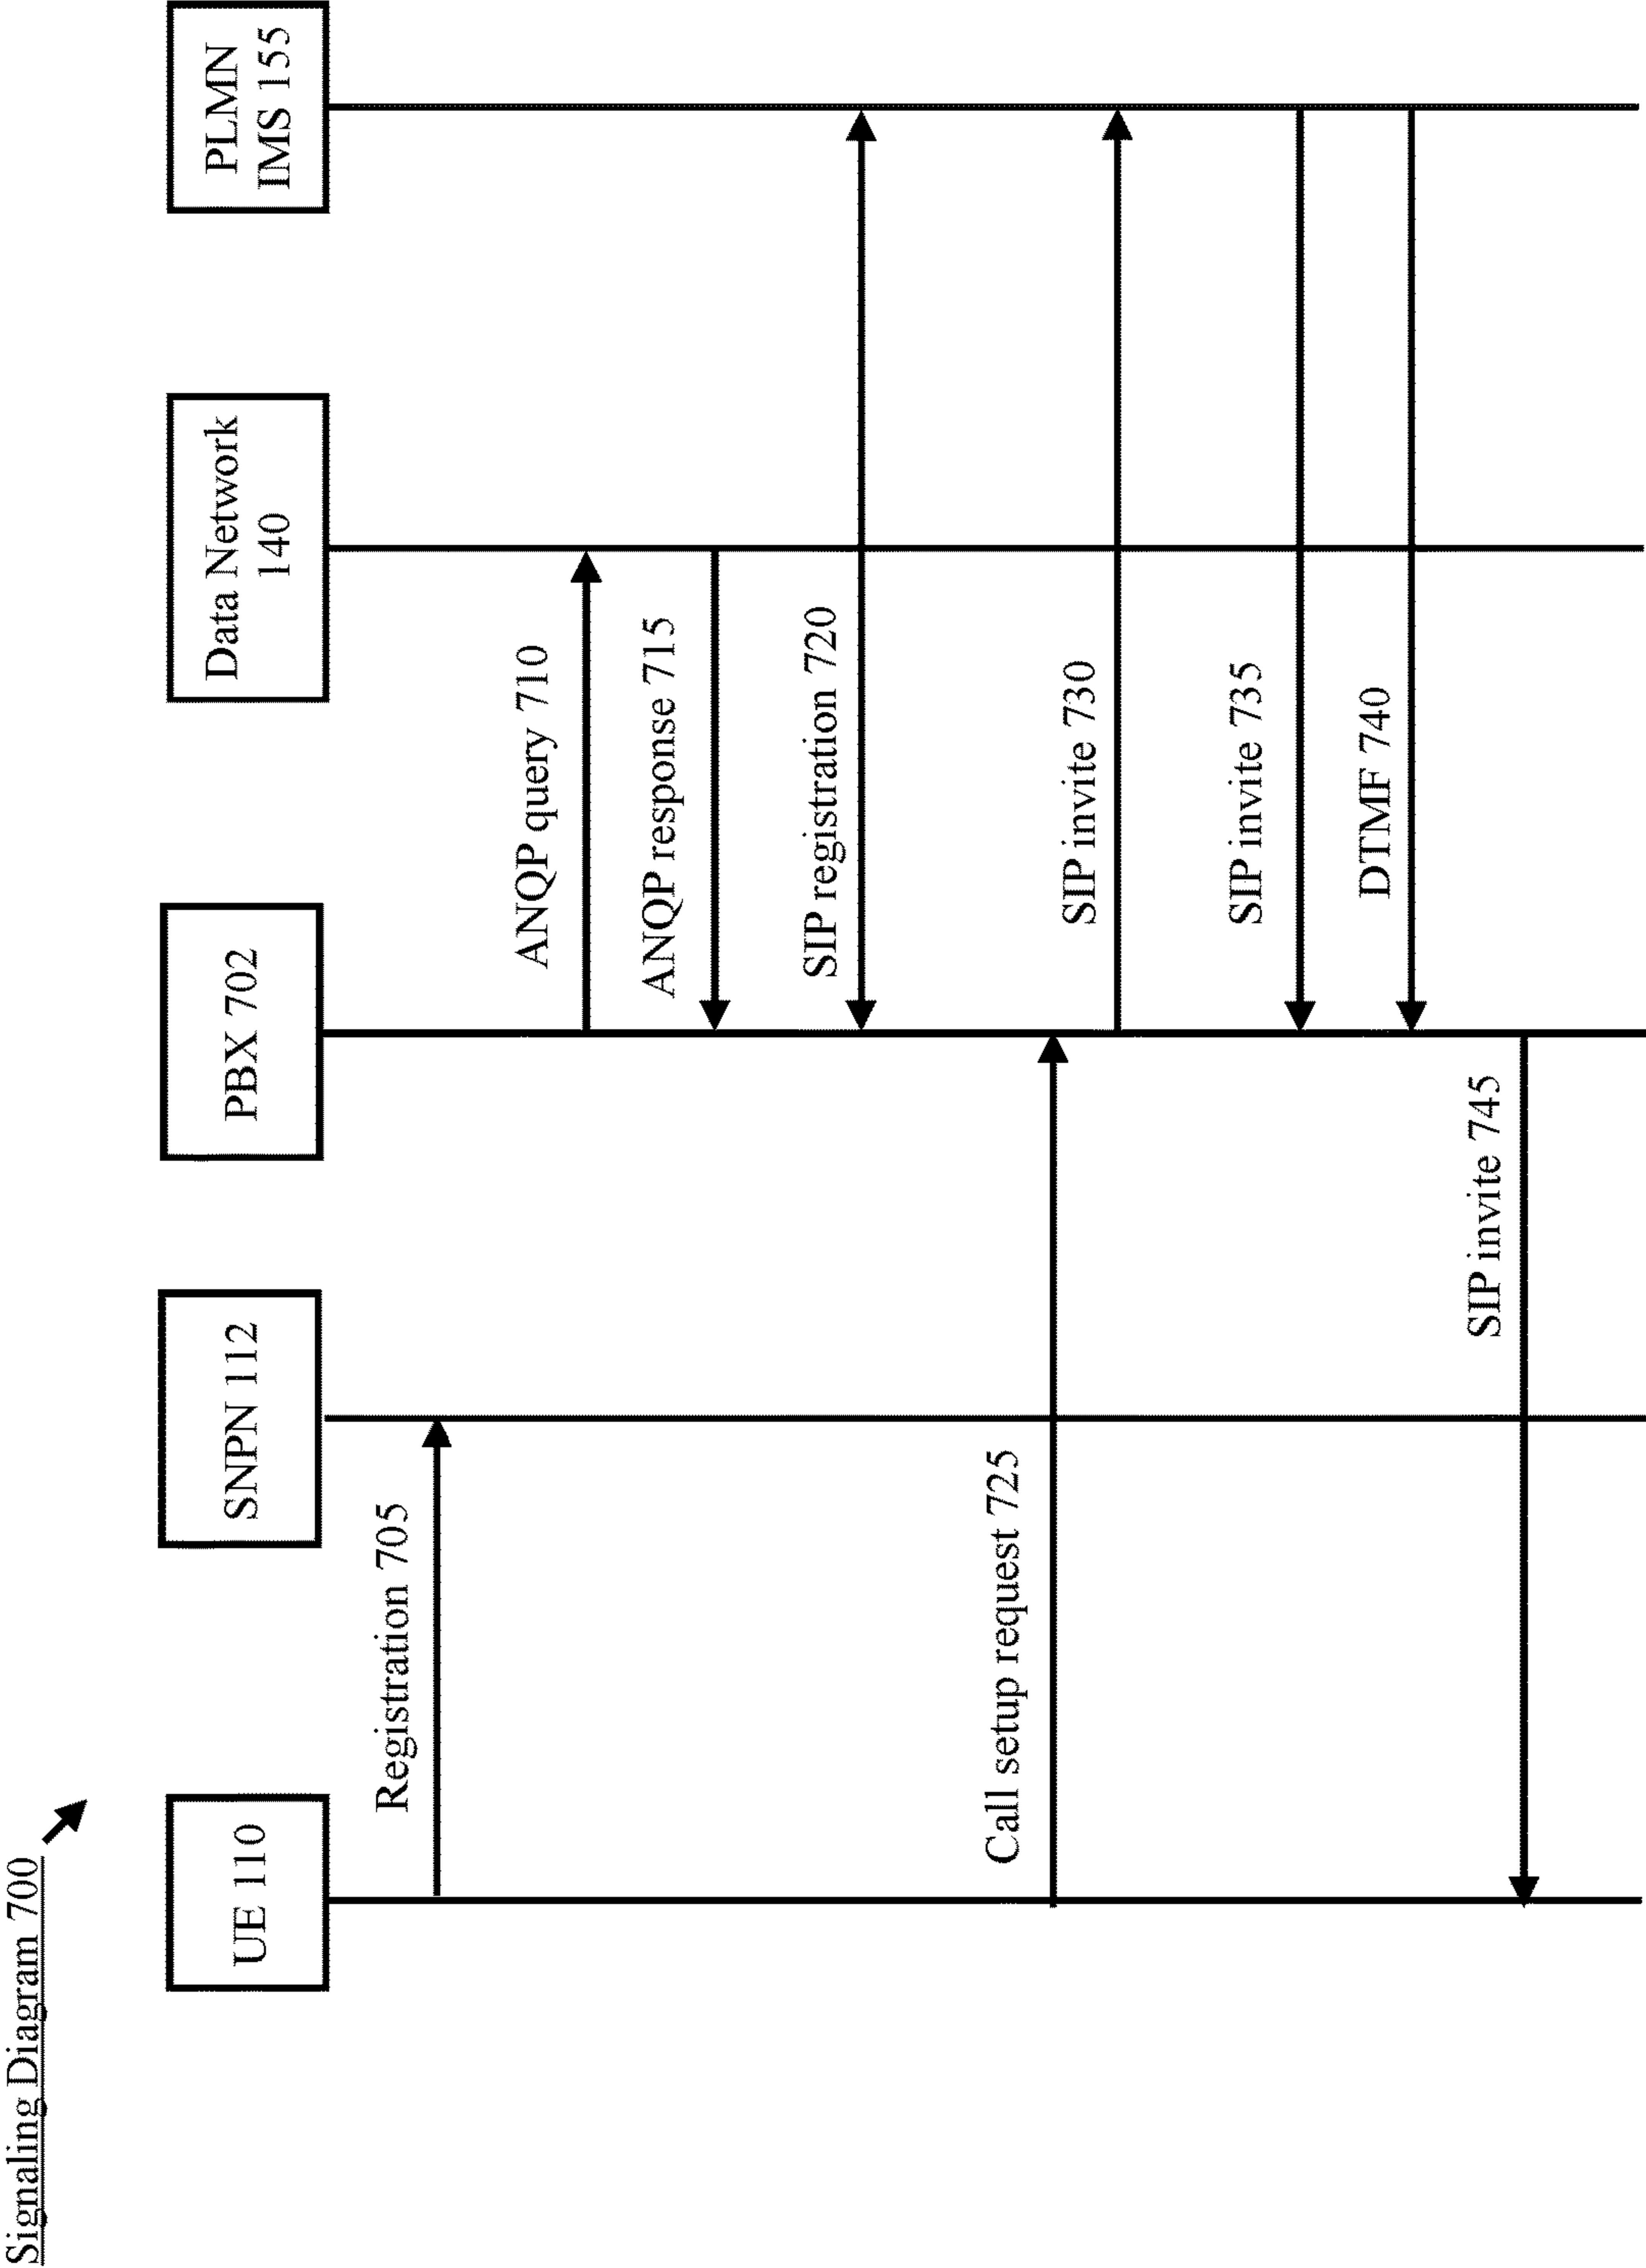 Signaling Diagram 700
UE 110
SNPN 112
PBX 702
Data Network
140
PLMN
IMS 155
Registration 705
ANQP query 710
ANQP response 715
SIP registration 720
Call setup request 725
SIP invite 730
SIP invite 735
DTMF 740
SIP invite 745